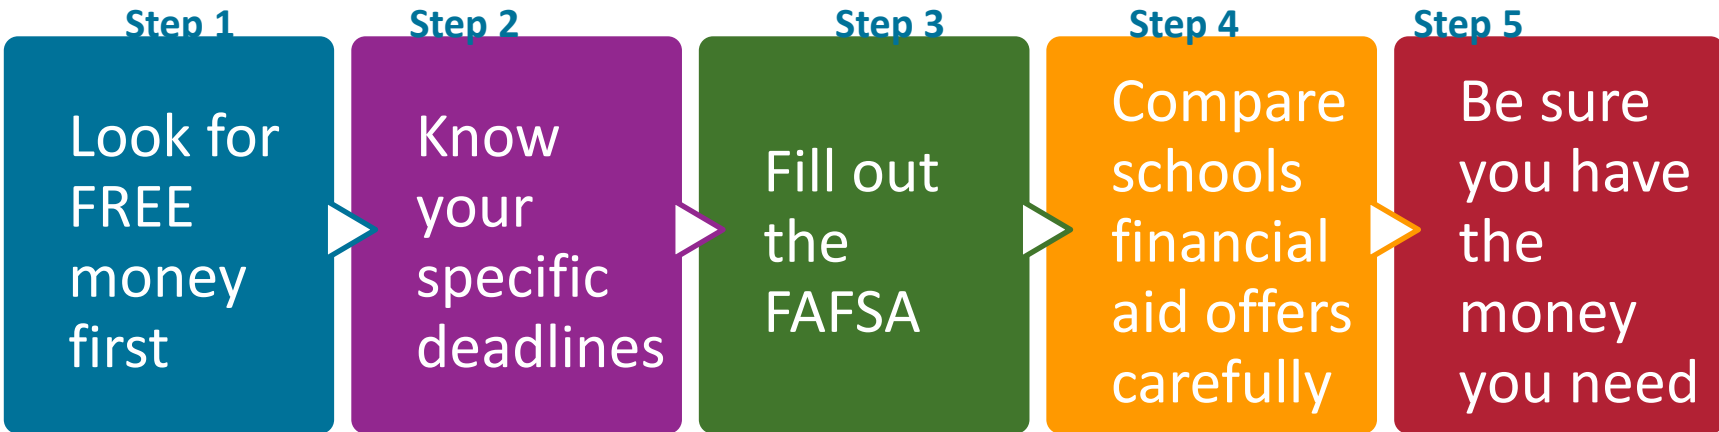 Step 1
Look for
FREE
money
first
Step 2
Know
your
specific
deadlines
Step 3
Fill out
the
FAFSA
Step 4
Compare
schools
financial
aid offers
carefully
Step 5
Be sure
you have
the
money
you need